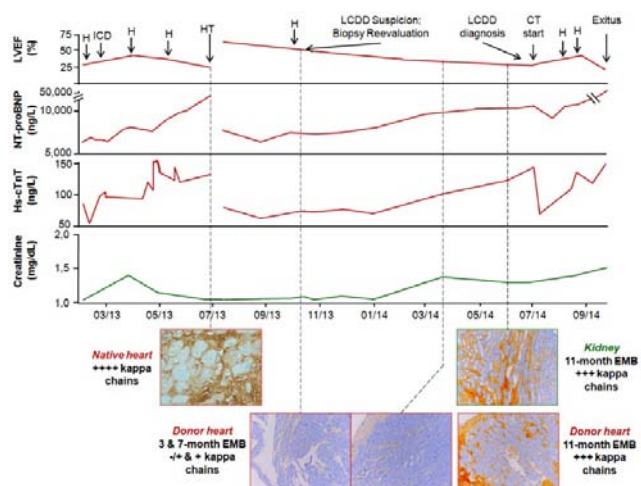 LCDD Suspicion:
Biopsy Reevaluation
LCDD
diagnosis
CT
start
Exitus
H ICD H H HT H H H
LVEF
(%)
75
50
25
NT-proBNP
(ng/L)
50,000
10,000
5,000
Hs-cTnT
(ng/L)
150
100
50
Creatinine
(mg/dL)
2.0
1.5
1.0
03/13 05/13 07/13 09/13 11/13 01/14 03/14 05/14 07/14 09/14
Native heart
++++ kappa
chains
Kidney
11-month EMB
+++ kappa
chains
Donor heart
3 & 7-month EMB
-/+ & + kappa
chains
Donor heart
11-month EMB
+++ kappa
chains